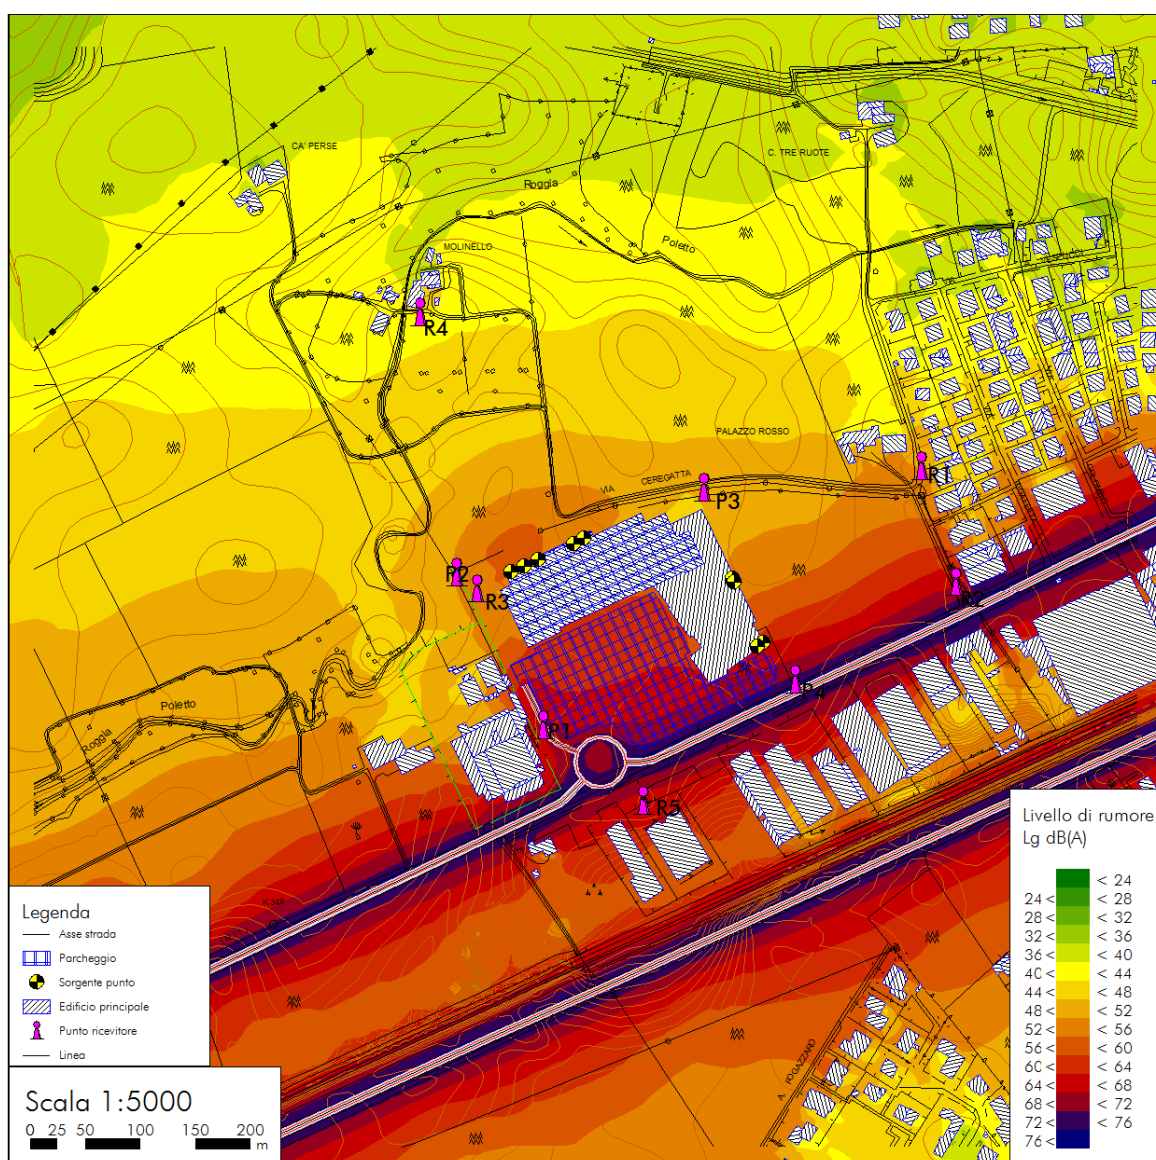 CA' PERSE
C. TRE RUOTE
Roggia
Poletto
MOLINELLO
R4
PALAZZO ROSSO
VIA CEREGATTA
R1
P3
P2
R3
R2
P4
Poletto
Roggia
P1
R5
K 348
A. FOGAZZARO
Legenda
Asse strada
Parcheggio
Sorgente punto
Edificio principale
Punto ricevitore
Linea
Scala 1:5000
0 25 50 100 150 200
m
Livello di rumore
Lg dB(A)
< 24
24 < < 28
28 < < 32
32 < < 36
36 < < 40
40 < < 44
44 < < 48
48 < < 52
52 < < 56
56 < < 60
60 < < 64
64 < < 68
68 < < 72
72 < < 76
76 <